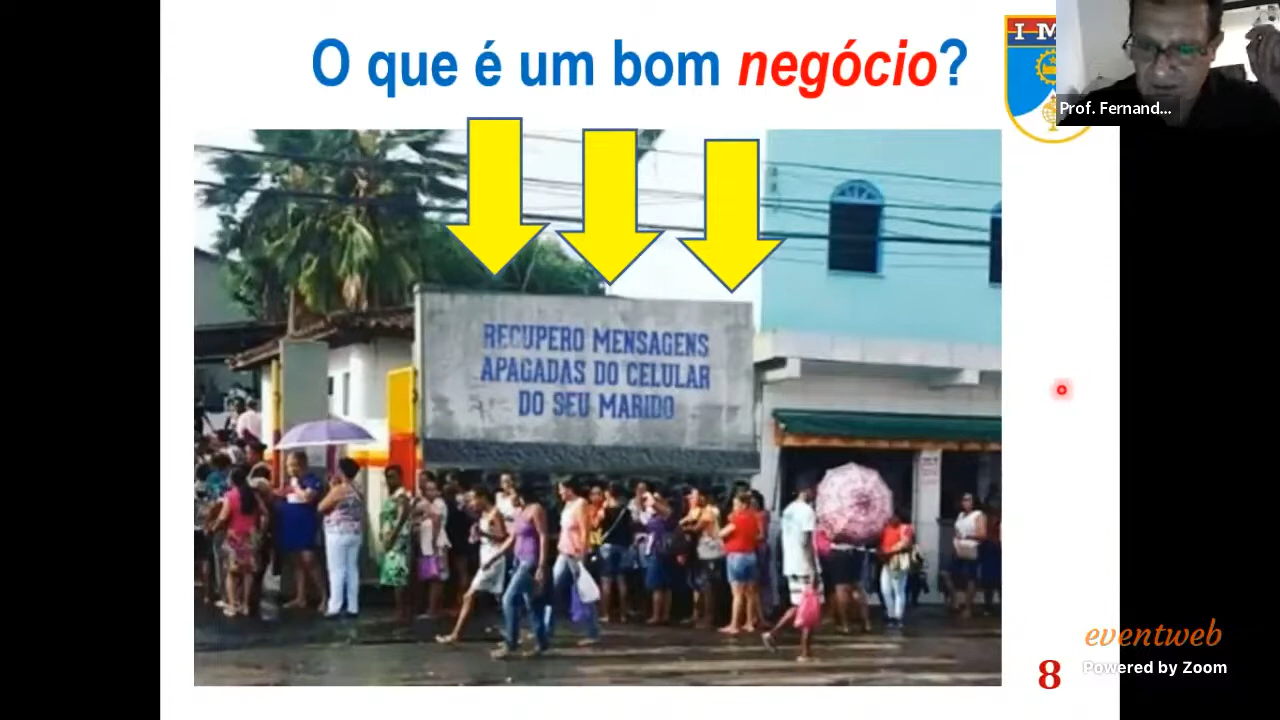 O que é um bom negócio?
I M
Prof. Fernand...
RECUPERO MENSAGENS
APAGADAS DO CELULAR
DO SEU MARIDO
eventweb
8
Powered by Zoom